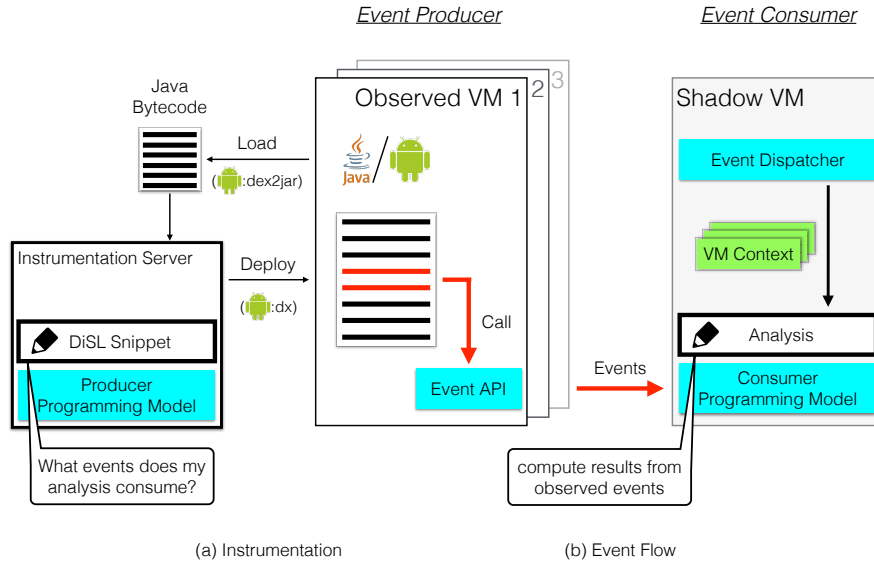 Event Producer
Event Consumer
Java
Bytecode
Load
(:dex2jar)
Observed VM 1
2
3
Java
Shadow VM
Event Dispatcher
VM Context
Instrumentation Server
Deploy
(:dx)
DiSL Snippet
Producer
Programming Model
Call
Event API
Events
Analysis
Consumer
Programming Model
What events does my
analysis consume?
compute results from
observed events
(a) Instrumentation
(b) Event Flow